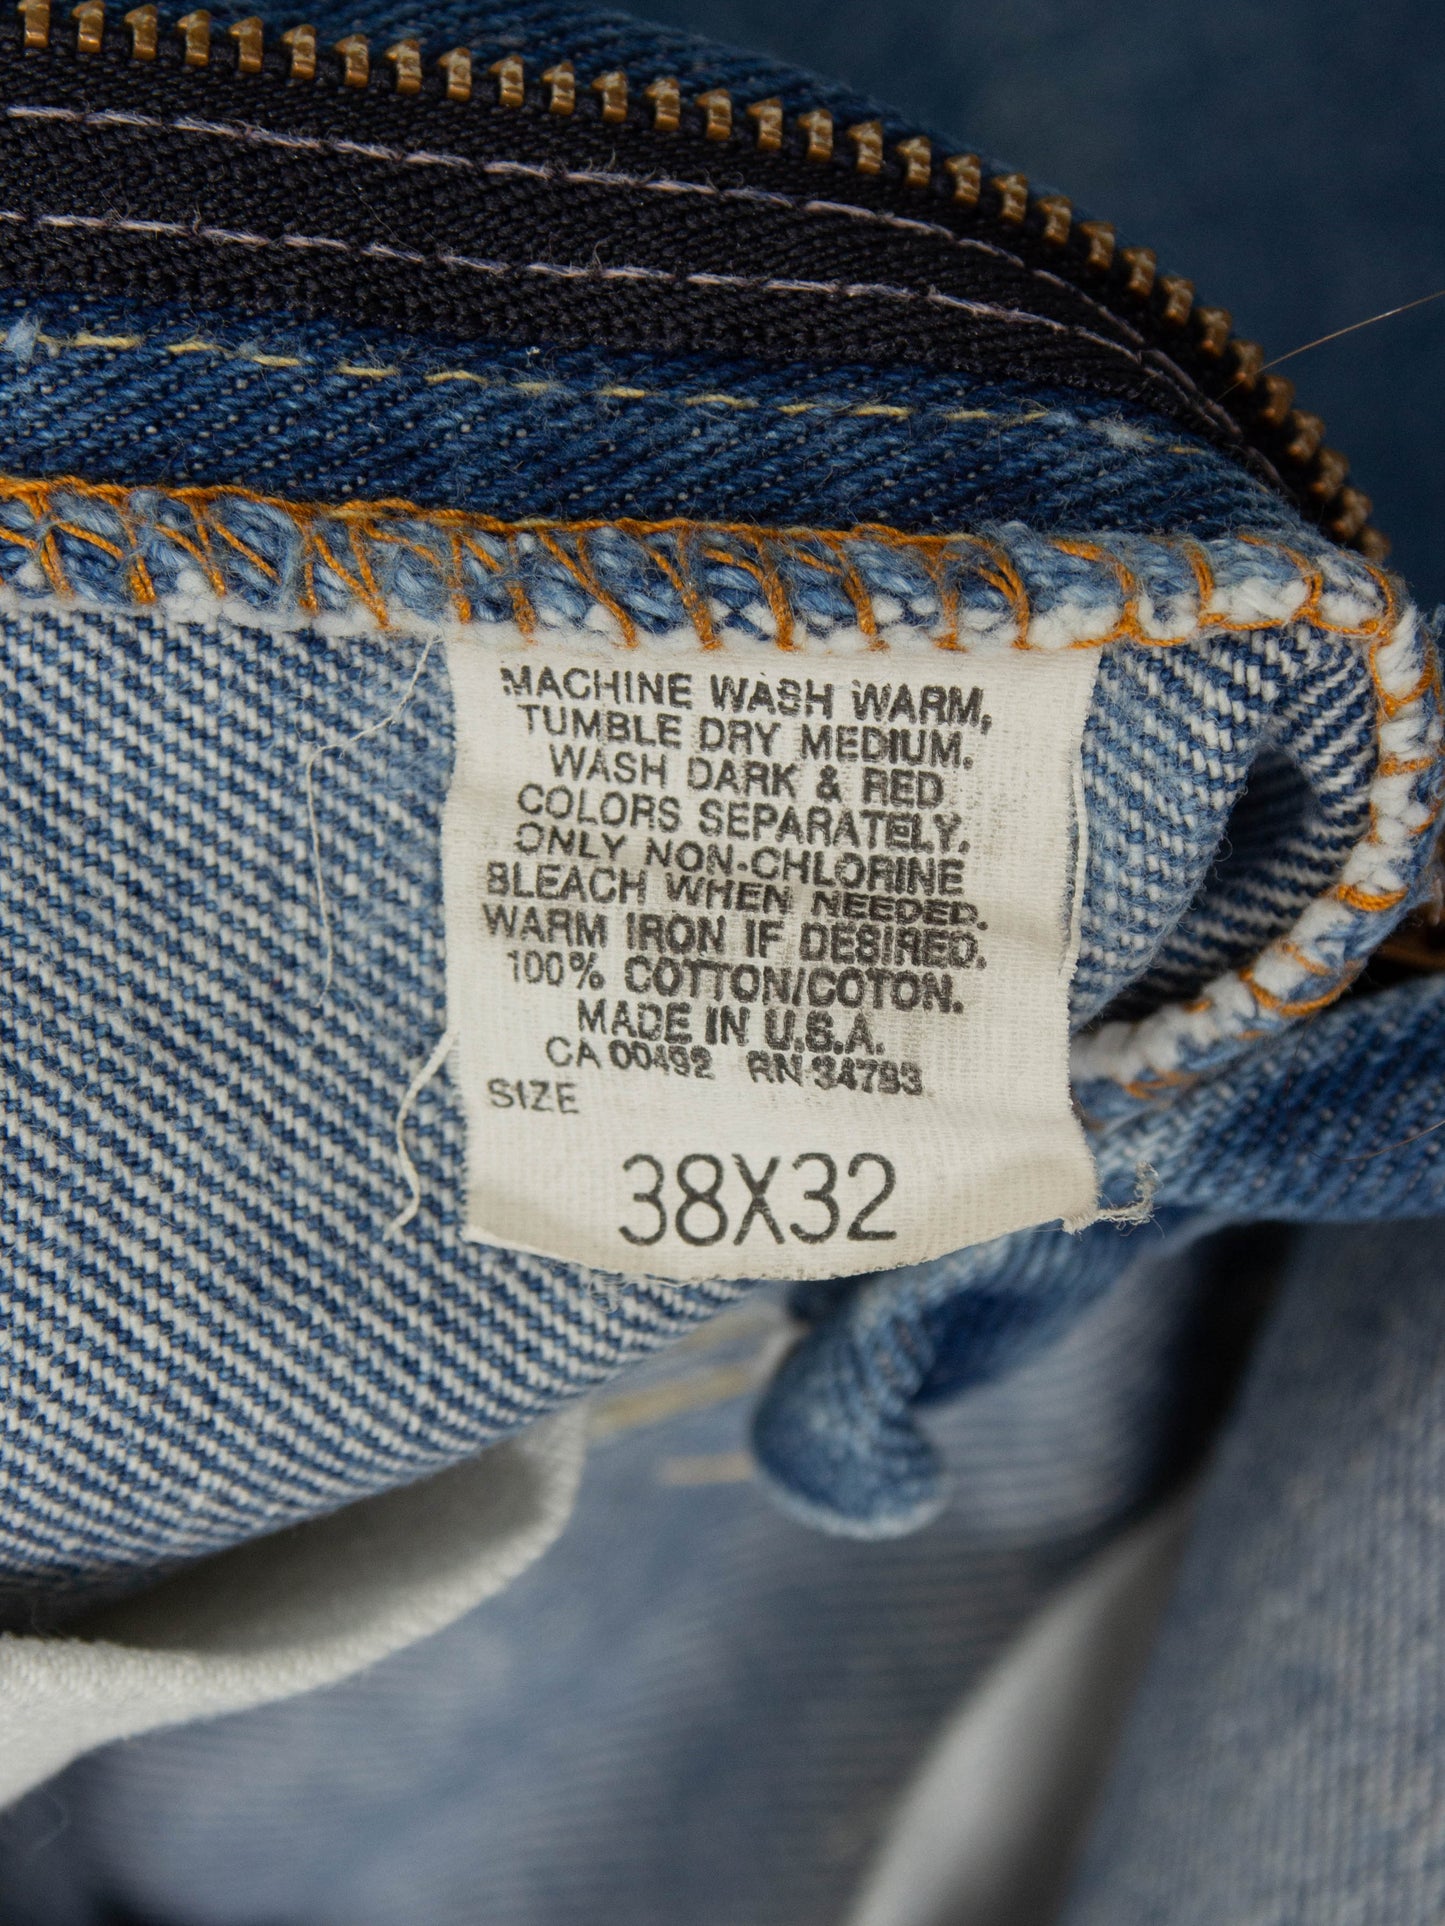 MACHINE WASH WARM,
TUMBLE DRY MEDIUM.
WASH DARK & RED
COLORS SEPARATELY.
ONLY NON-CHLORINE
BLEACH WHEN NEEDED.
WARM IRON IF DESIRED.
100% COTTON/COTON.
MADE IN U.S.A.
CA 00492 RN 34793
SIZE
38X32